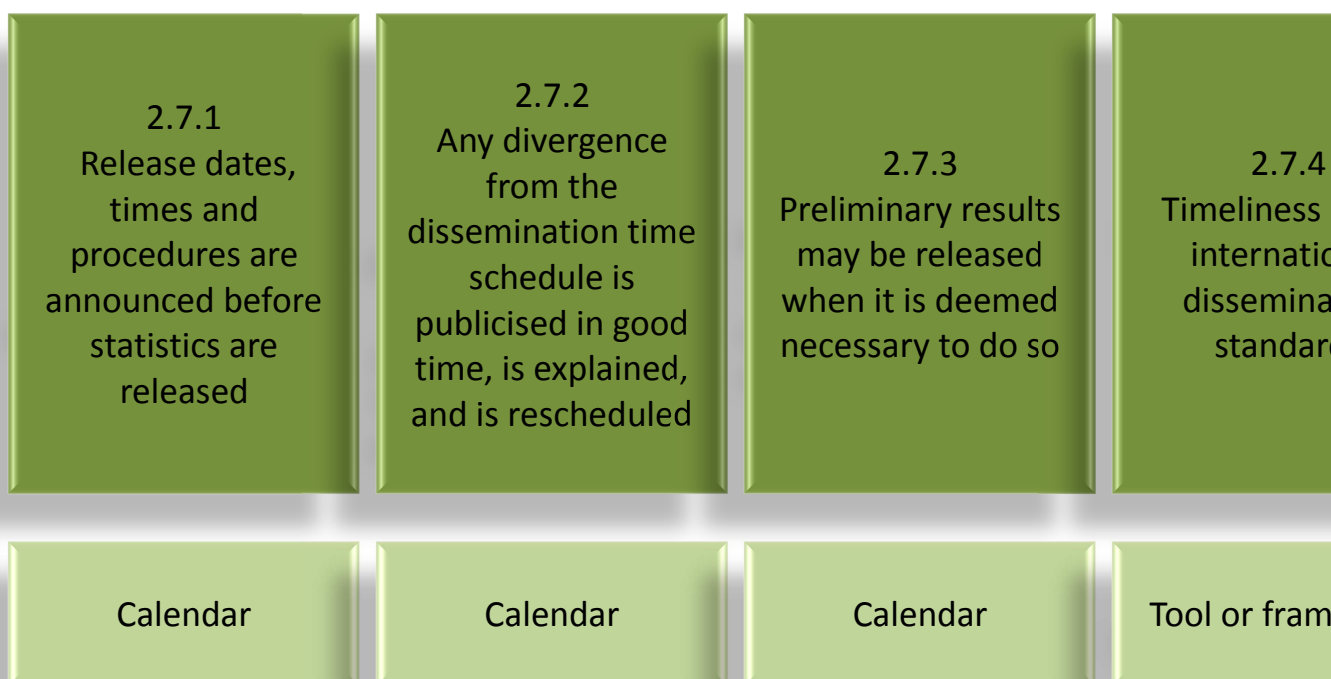 2.7.1
Release dates,
times and
procedures are
announced before
statistics are
released
2.7.2
Any divergence
from the
dissemination time
schedule is
publicised in good
time, is explained,
and is rescheduled
2.7.3
Preliminary results
may be released
when it is deemed
necessary to do so
2.7.4
Timeliness
Calendar
Calendar
Calendar
Tool or